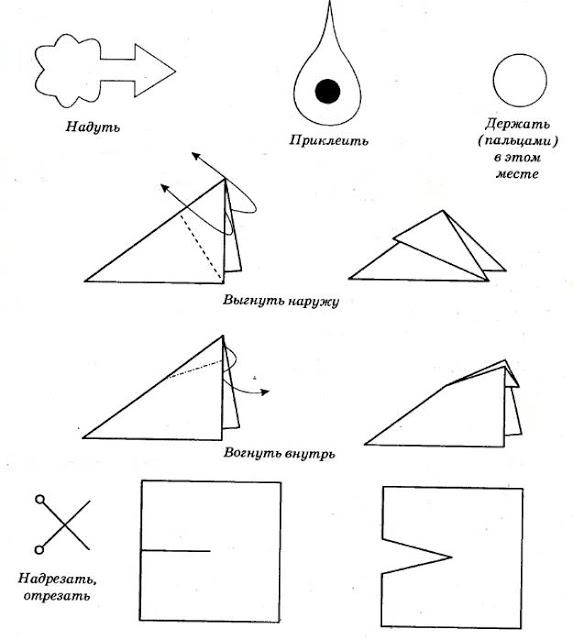 Надуть
Приклеить
Держать
(пальцами)
в этом
месте
Выгнуть наружу
Вогнуть внутрь
Надрезать,
отрезать